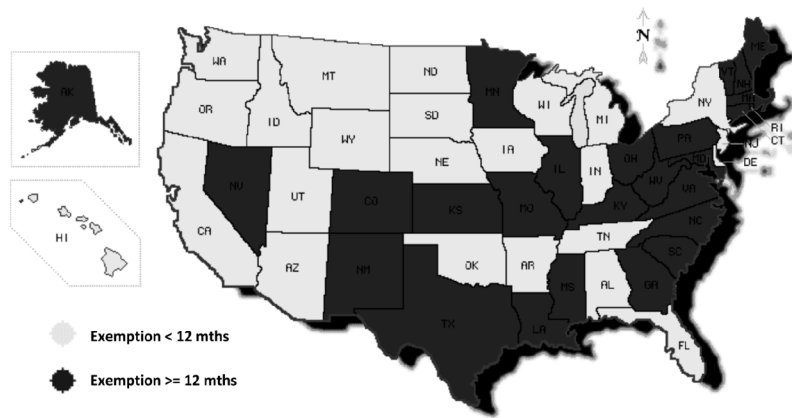 N
WA
MT
ND
MN
ME
VT
NH
AK
OR
ID
WY
SD
WI
MI
NY
RI
CT
NJ
DE
NE
IA
PA
NV
UT
CO
KS
MO
IL
IN
OH
MD
WV
VA
KY
CA
HI
AZ
NM
OK
AR
TN
NC
SC
TX
LA
MS
AL
GA
FL
Exemption < 12 mths
Exemption >= 12 mths